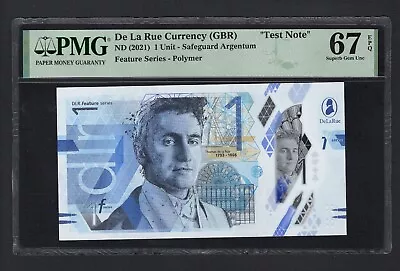 PMG
PAPER MONEY GUARANTY
De La Rue Currency (GBR) "Test Note"
ND (2021) 1 Unit - Safeguard Argentum
Feature Series - Polymer
67 EPQ
Superb Gem Unc
DLR Feature series
1
DeLaRue
dlr
Thomas de la Rue
1793 - 1866
f
1